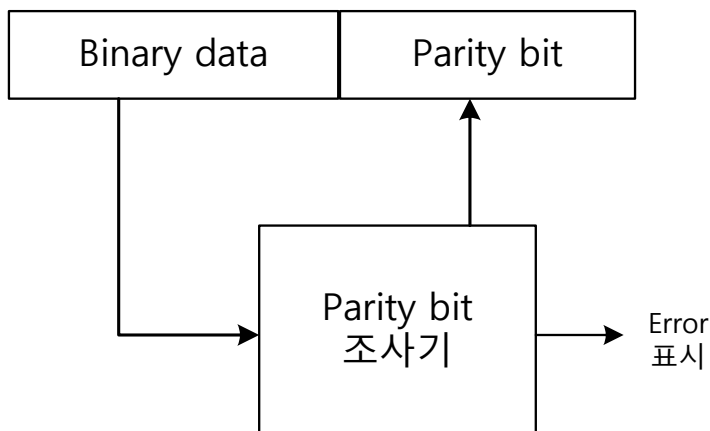 Binary data
Parity bit
Parity bit
조사기
Error
표시